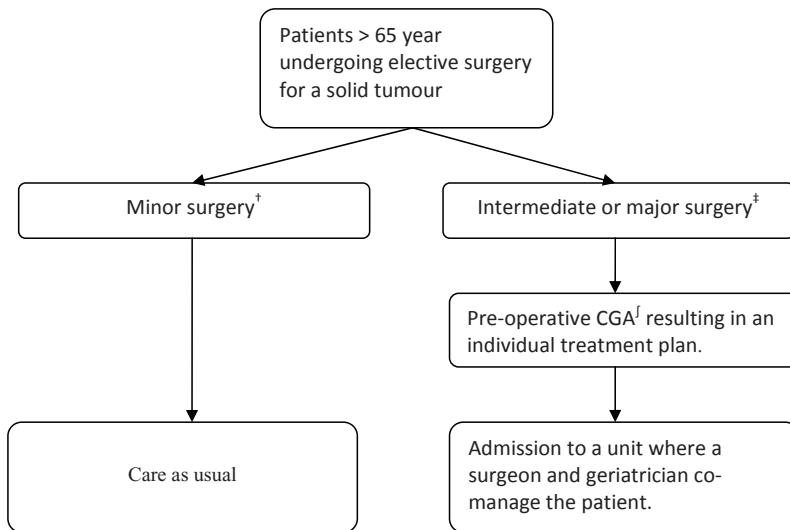 Patients > 65 year
undergoing elective surgery
for a solid tumour
Minor surgery†
Intermediate or major surgery‡
Pre-operative CGA∫ resulting in an
individual treatment plan.
Care as usual
Admission to a unit where a
surgeon and geriatrician co-
manage the patient.